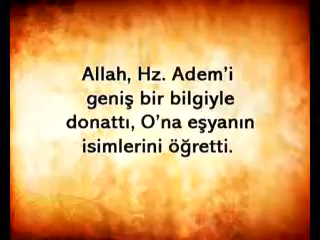 Allah, Hz. Adem’i
geniş bir bilgiyle
donattı, O’na eşyanın
isimlerini öğretti.